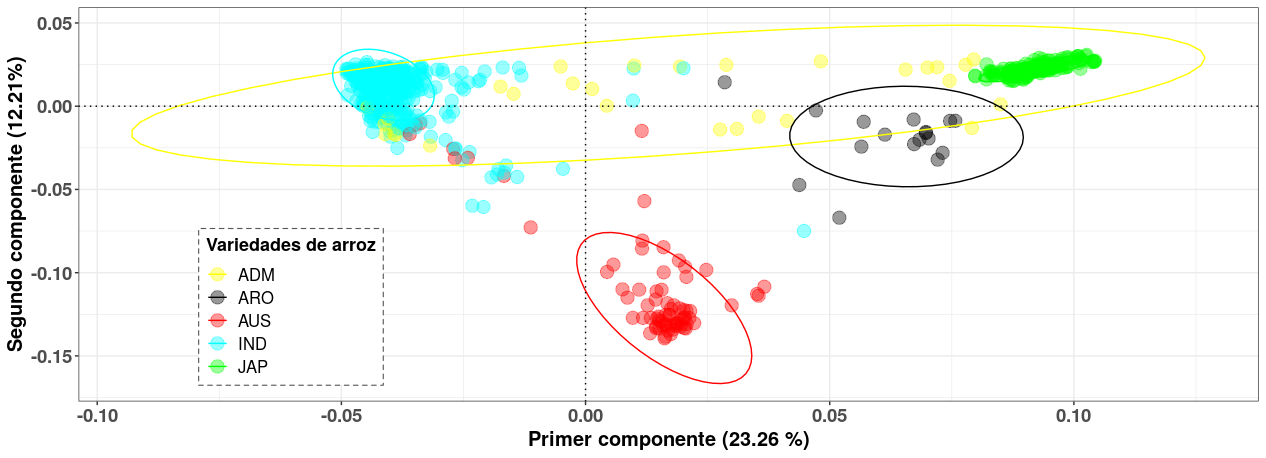 Segundo componente (12.21%)
0.05
0.00
-0.05
-0.10
-0.15
Variedades de arroz
ADM
ARO
AUS
IND
JAP
-0.10
-0.05
0.00
0.05
0.10
Primer componente (23.26 %)